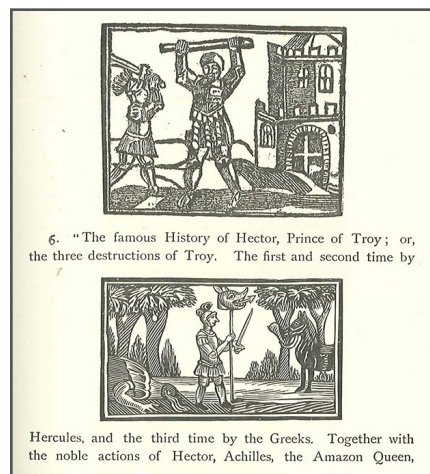 6. "The famous History of Hector, Prince of Troy; or,
the three destructions of Troy. The first and second time by
Hercules, and the third time by the Greeks. Together with
the noble actions of Hector, Achilles, the Amazon Queen,